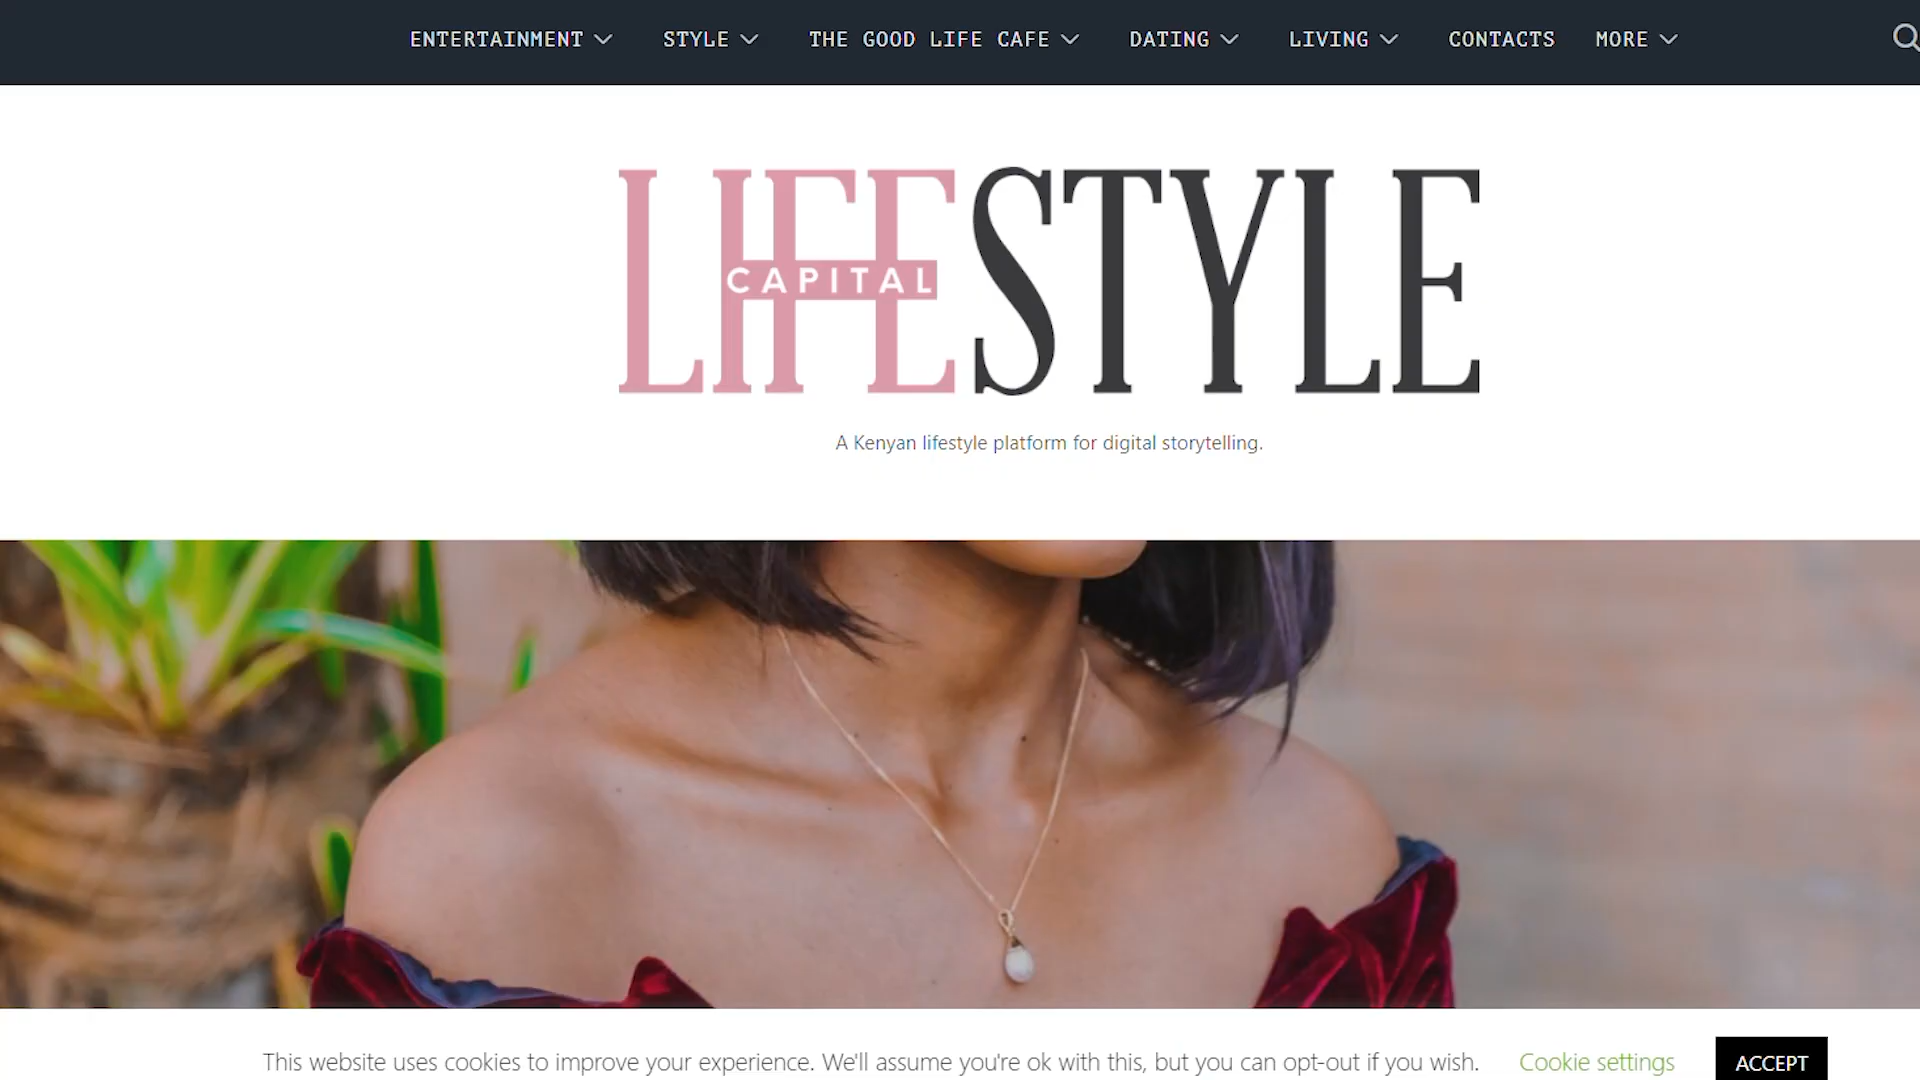 ENTERTAINMENT STYLE THE GOOD LIFE CAFE DATING LIVING CONTACTS MORE
LIFESTYLE
CAPITAL
A Kenyan lifestyle platform for digital storytelling.
This website uses cookies to improve your experience. We'll assume you're ok with this, but you can opt-out if you wish. Cookie settings ACCEPT